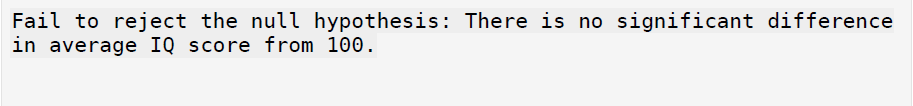 Fail to reject the null hypothesis: There is no significant difference
in average IQ score from 100.